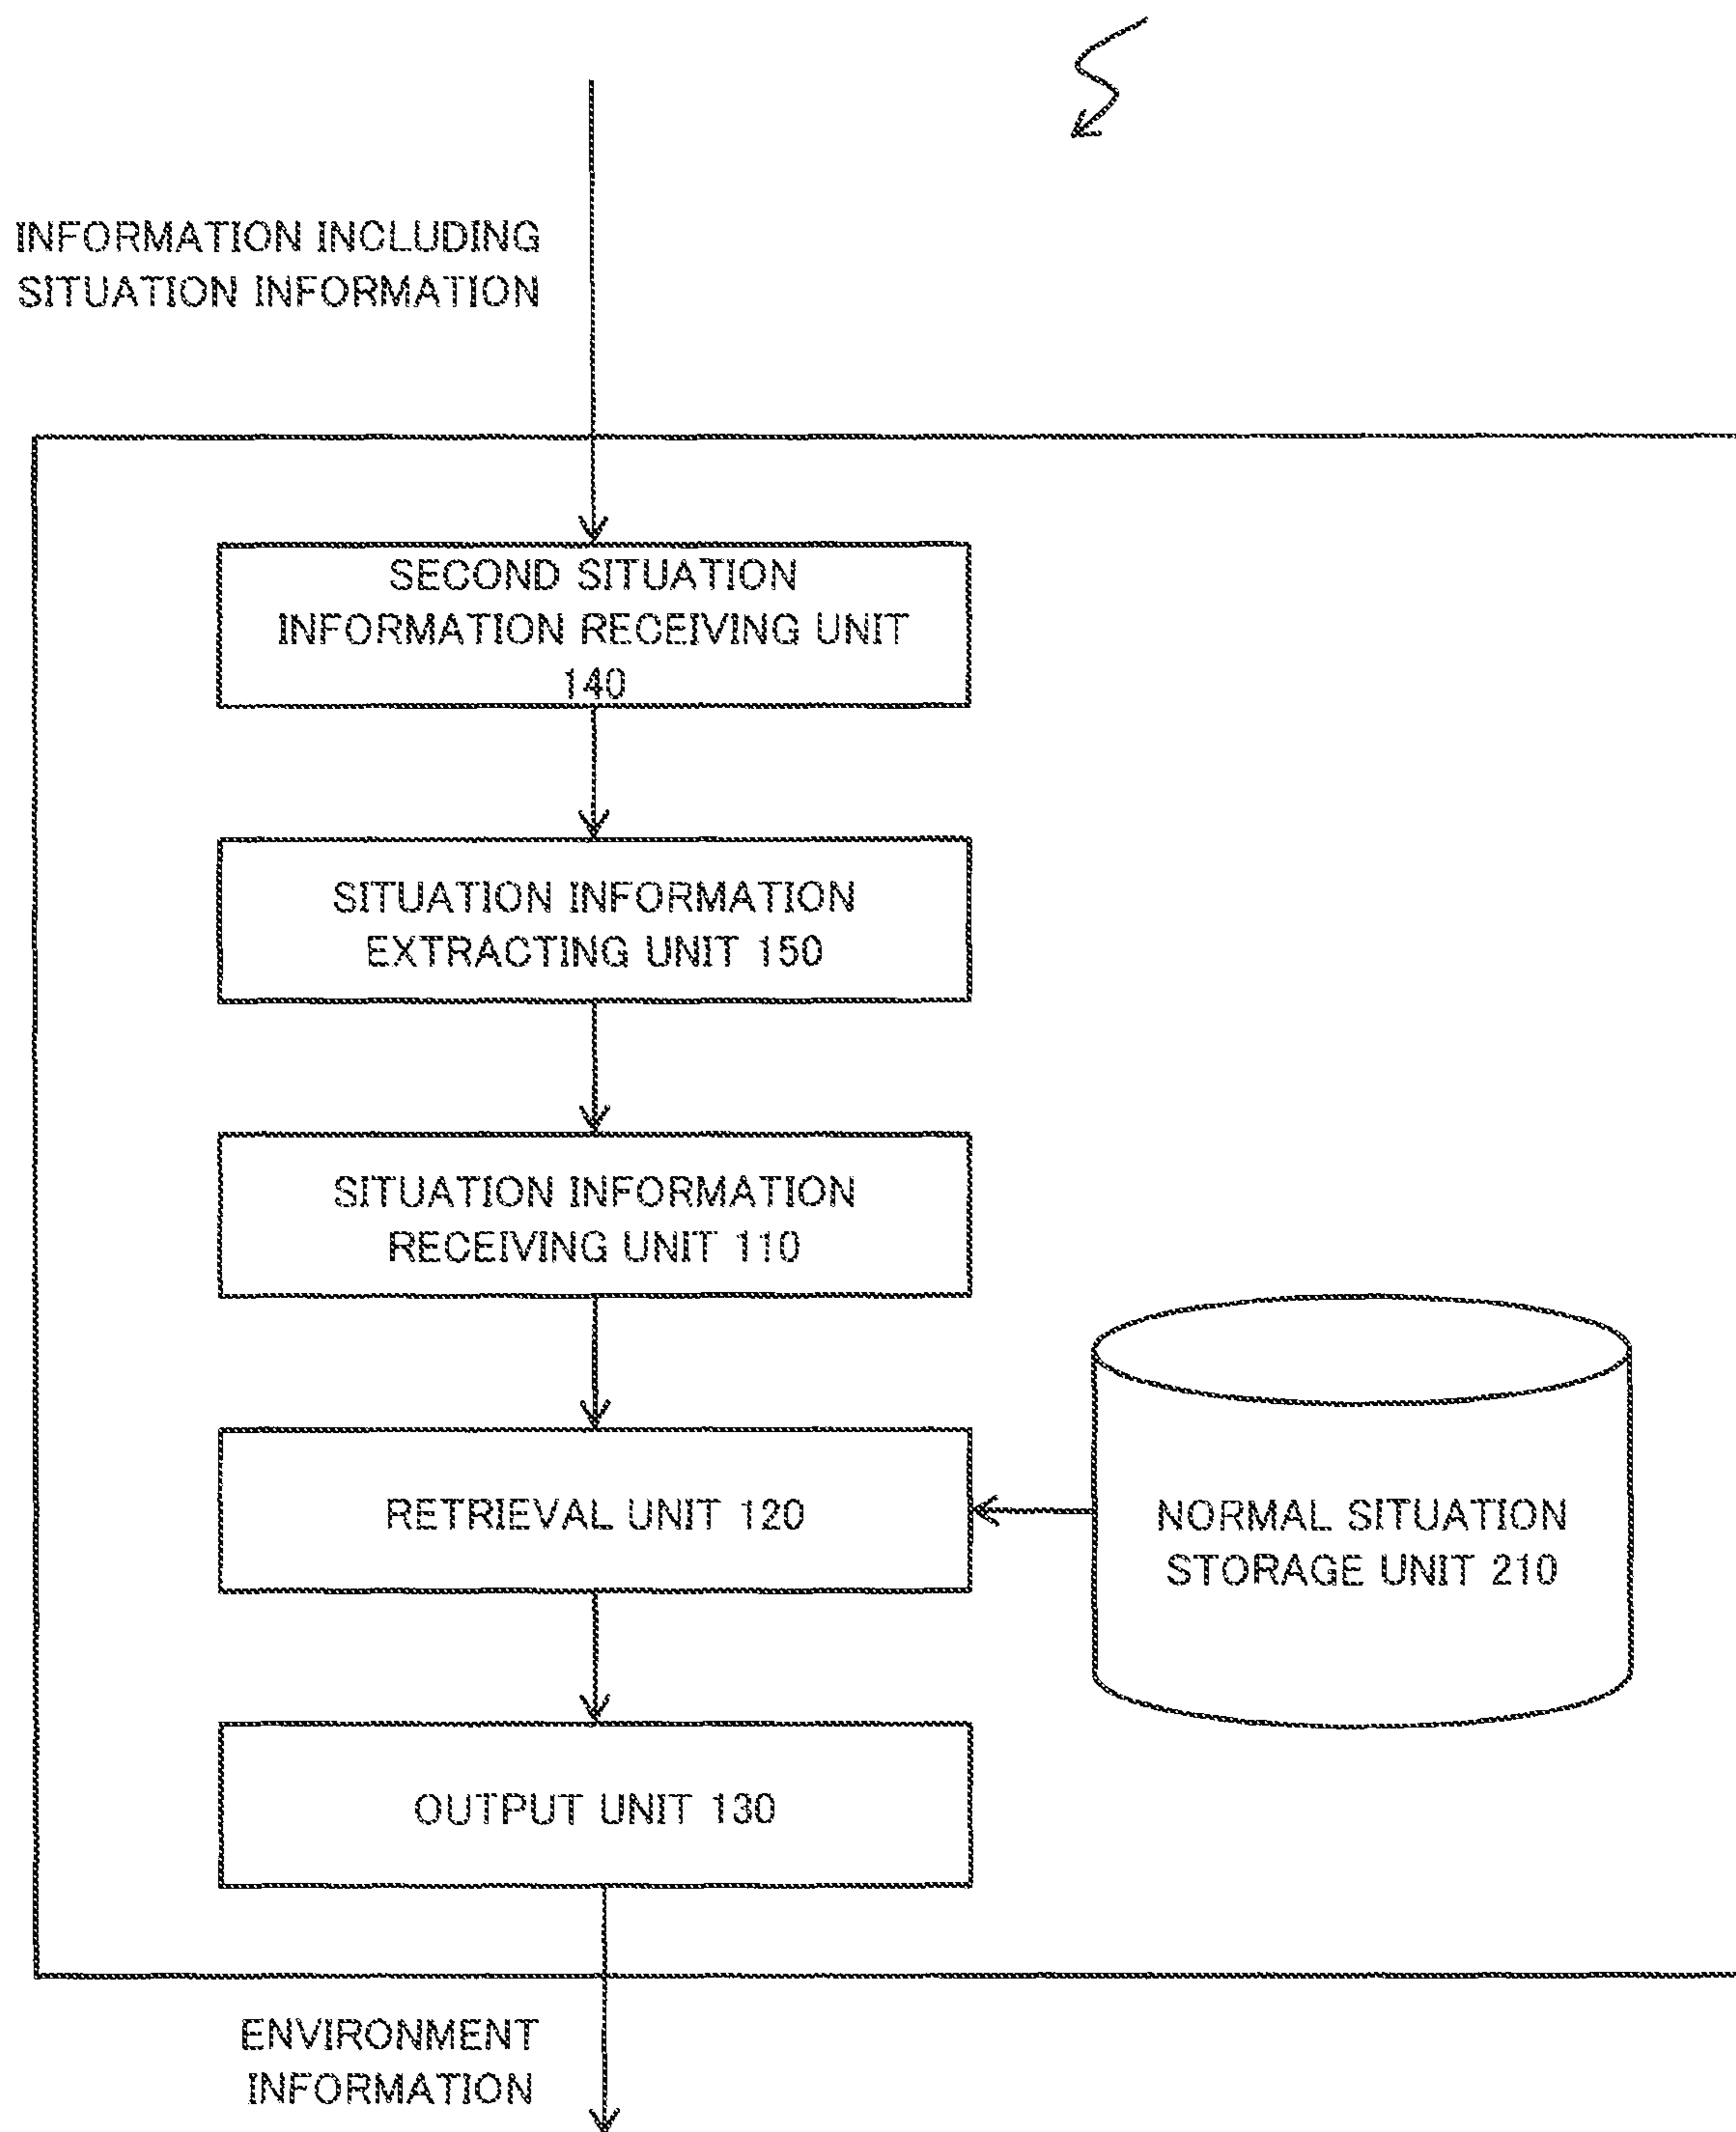 INFORMATION INCLUDING
SITUATION INFORMATION
SECOND SITUATION
INFORMATION RECEIVING UNIT
140
SITUATION INFORMATION
EXTRACTING UNIT 150
SITUATION INFORMATION
RECEIVING UNIT 110
RETRIEVAL UNIT 120
NORMAL SITUATION
STORAGE UNIT 210
OUTPUT UNIT 130
ENVIRONMENT
INFORMATION